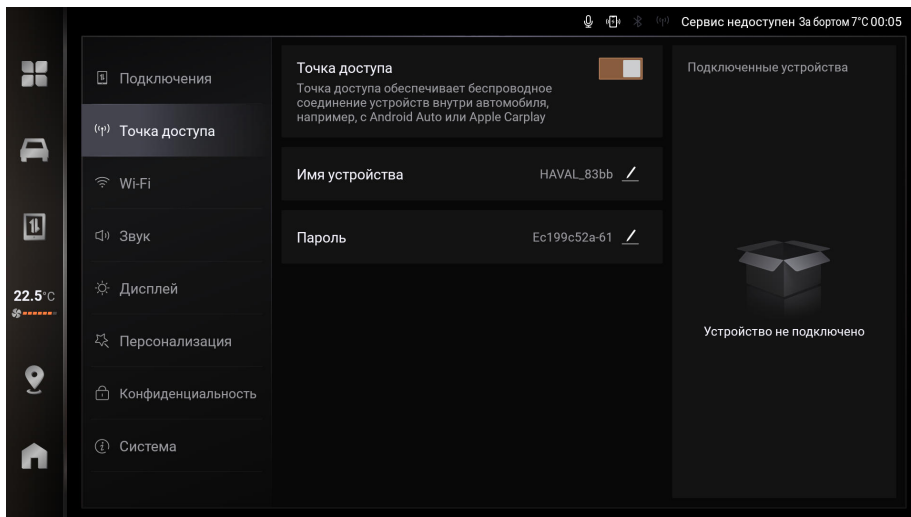 Сервис недоступен За бортом 7°C 00:05
22.5°C
Подключения
Точка доступа
Wi-Fi
Звук
Дисплей
Персонализация
Конфиденциальность
Система
Точка доступа
Точка доступа обеспечивает беспроводное
соединение устройств внутри автомобиля,
например, с Android Auto или Apple Carplay
Имя устройства HAVAL_83bb
Пароль Ec199c52a-61
Подключенные устройства
Устройство не подключено